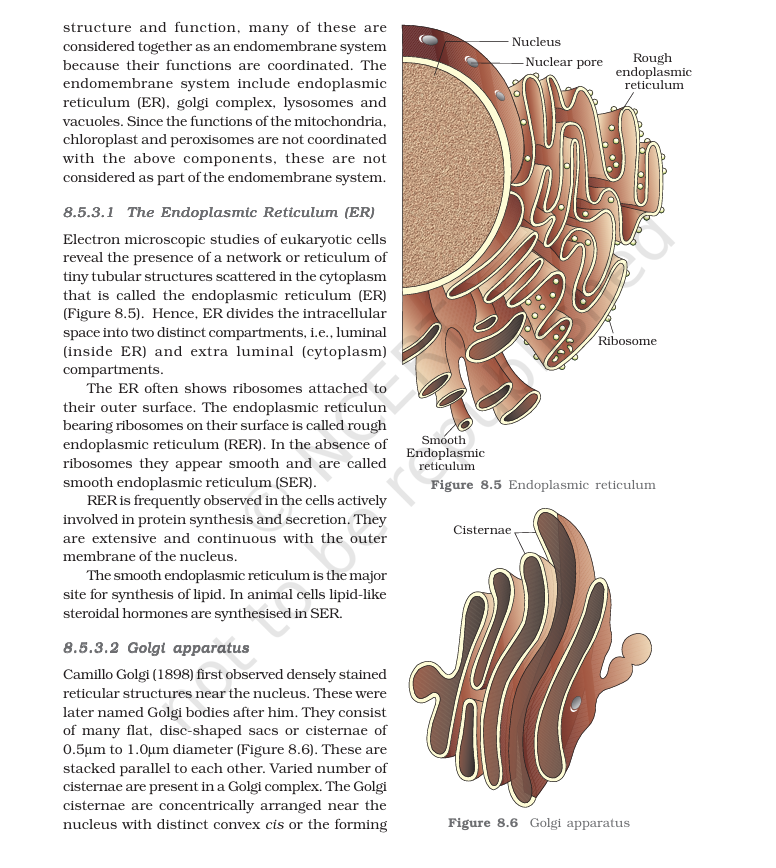 structure and function, many of these are
considered together as an endomembrane system
because their functions are coordinated. The
endomembrane system include endoplasmic
reticulum (ER), golgi complex, lysosomes and
vacuoles. Since the functions of the mitochondria,
chloroplast and peroxisomes are not coordinated
with the above components, these are not
considered as part of the endomembrane system.
8.5.3.1 The Endoplasmic Reticulum (ER)
Electron microscopic studies of eukaryotic cells
reveal the presence of a network or reticulum of
tiny tubular structures scattered in the cytoplasm
that is called the endoplasmic reticulum (ER)
(Figure 8.5). Hence, ER divides the intracellular
space into two distinct compartments, i.e., luminal
(inside ER) and extra luminal (cytoplasm)
compartments.
The ER often shows ribosomes attached to
their outer surface. The endoplasmic reticulun
bearing ribosomes on their surface is called rough
endoplasmic reticulum (RER). In the absence of
ribosomes they appear smooth and are called
smooth endoplasmic reticulum (SER).
RER is frequently observed in the cells actively
involved in protein synthesis and secretion. They
are extensive and continuous with the outer
membrane of the nucleus.
The smooth endoplasmic reticulum is the major
site for synthesis of lipid. In animal cells lipid-like
steroidal hormones are synthesised in SER.
8.5.3.2 Golgi apparatus
Camillo Golgi (1898) first observed densely stained
reticular structures near the nucleus. These were
later named Golgi bodies after him. They consist
of many flat, disc-shaped sacs or cisternae of
0.5µm to 1.0µm diameter (Figure 8.6). These are
stacked parallel to each other. Varied number of
cisternae are present in a Golgi complex. The Golgi
cisternae are concentrically arranged near the
nucleus with distinct convex cis or the forming
Nucleus
Nuclear pore
Rough
endoplasmic
reticulum
Ribosome
Smooth
Endoplasmic
reticulum
Figure 8.5 Endoplasmic reticulum
Cisternae
Figure 8.6 Golgi apparatus
© NCERT
not to be republished